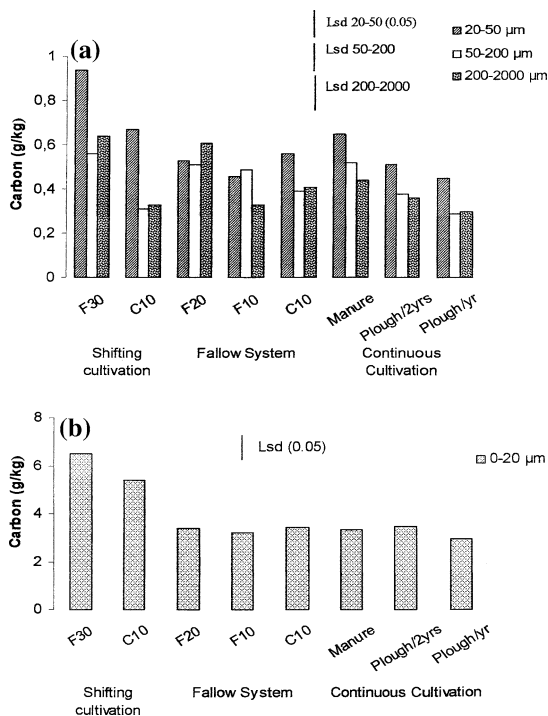 Lsd 20-50 (0.05)
20-50 µm
(a)
Lsd 50-200
50-200 µm
Lsd 200-2000
200-2000 µm
Carbon (g/kg)
1
0,8
0,6
0,4
0,2
0
F30
C10
F20
F10
C10
Manure
Plough/2yrs
Plough/yr
Shifting
cultivation
Fallow System
Continuous
Cultivation
(b)
Lsd (0.05)
0-20 µm
Carbon (g/kg)
8
6
4
2
0
F30
C10
F20
F10
C10
Manure
Plough/2yrs
Plough/yr
Shifting
cultivation
Fallow System
Continuous Cultivation